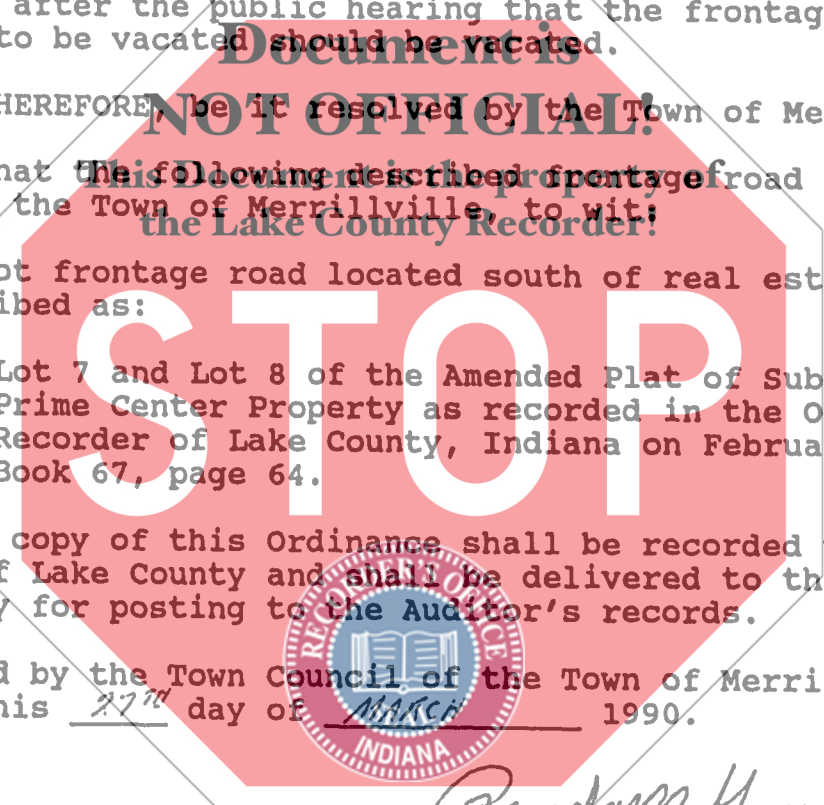 after the public hearing that the frontag
to be vacated should be vacated.
Document is
HEREFORE, be it resolved by the Town of Me
NOT OFFICIAL!
hat the following described frontage road
This Document is the property of
the Town of Merrillville, to wit:
the Lake County Recorder!
ot frontage road located south of real est
ibed as:
STOP
Lot 7 and Lot 8 of the Amended Plat of Sub
Prime Center Property as recorded in the O
Recorder of Lake County, Indiana on Februa
Book 67, page 64.
copy of this Ordinance shall be recorded
f Lake County and shall be delivered to th
y for posting to the Auditor's records.
RECORDER'S OFFICE
d by the Town Council of the Town of Merri
his 27TH day of MARCH 1990.
INDIANA